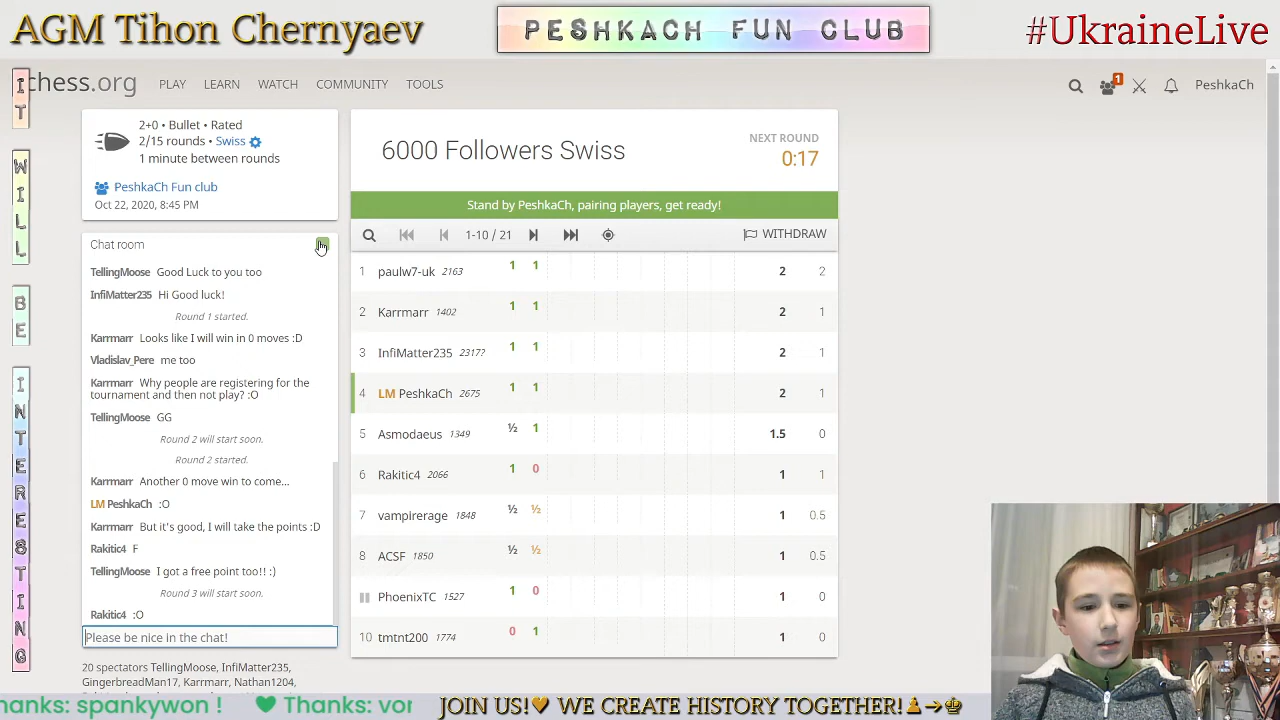 AGM Tihon Chernyaev
PESHKACH FUN CLUB
#UkraineLive
IT WILL BE INTERESTING
chess.org
PLAY LEARN WATCH COMMUNITY TOOLS
1
PeshkaCh
2+0 • Bullet • Rated
2/15 rounds • Swiss
1 minute between rounds
PeshkaCh Fun club
Oct 22, 2020, 8:45 PM
6000 Followers Swiss
NEXT ROUND
0:17
Stand by PeshkaCh, pairing players, get ready!
1-10 / 21 WITHDRAW
Chat room
TellingMoose Good Luck to you too
InfiMatter235 Hi Good luck!
Round 1 started.
Karrmarr Looks like I will win in 0 moves :D
Vladislav_Pere me too
Karrmarr Why people are registering for the
tournament and then not play? :O
TellingMoose GG
Round 2 will start soon.
Round 2 started.
Karrmarr Another 0 move win to come...
LM PeshkaCh :O
Karrmarr But it's good, I will take the points :D
Rakitic4 F
TellingMoose I got a free point too!! :)
Round 3 will start soon.
Rakitic4 :O
Please be nice in the chat!
20 spectators TellingMoose, InfiMatter235,
GingerbreadMan17, Karrmarr, Nathan1204,
1 paulw7-uk 2163 1 1 2 2
2 Karrmarr 1402 1 1 2 1
3 InfiMatter235 2317? 1 1 2 1
4 LM PeshkaCh 2675 1 1 2 1
5 Asmodaeus 1349 ½ 1 1.5 0
6 Rakitic4 2066 1 0 1 1
7 vampirerage 1848 ½ ½ 1 0.5
8 ACSF 1850 ½ ½ 1 0.5
PhoenixTC 1527 1 0 1 0
10 tmtnt200 1774 0 1 1 0
hanks: spankywon ! Thanks: vor
JOIN US! WE CREATE HISTORY TOGETHER!